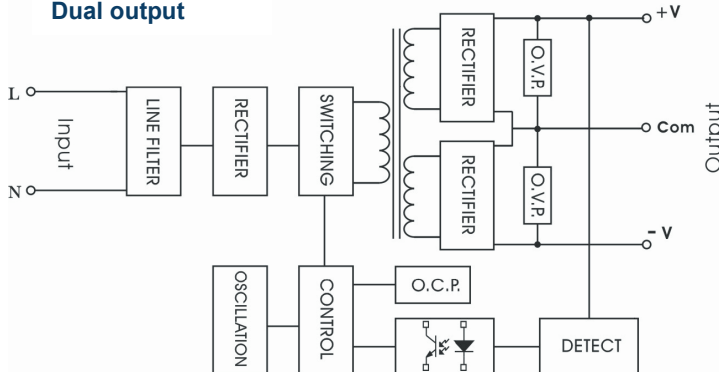 Dual output
+V
RECTIFIER
O.V.P.
L
LINE FILTER
RECTIFIER
SWITCHING
Input
Com
Output
RECTIFIER
O.V.P.
N
- V
OSCILLATION
CONTROL
O.C.P.
DETECT